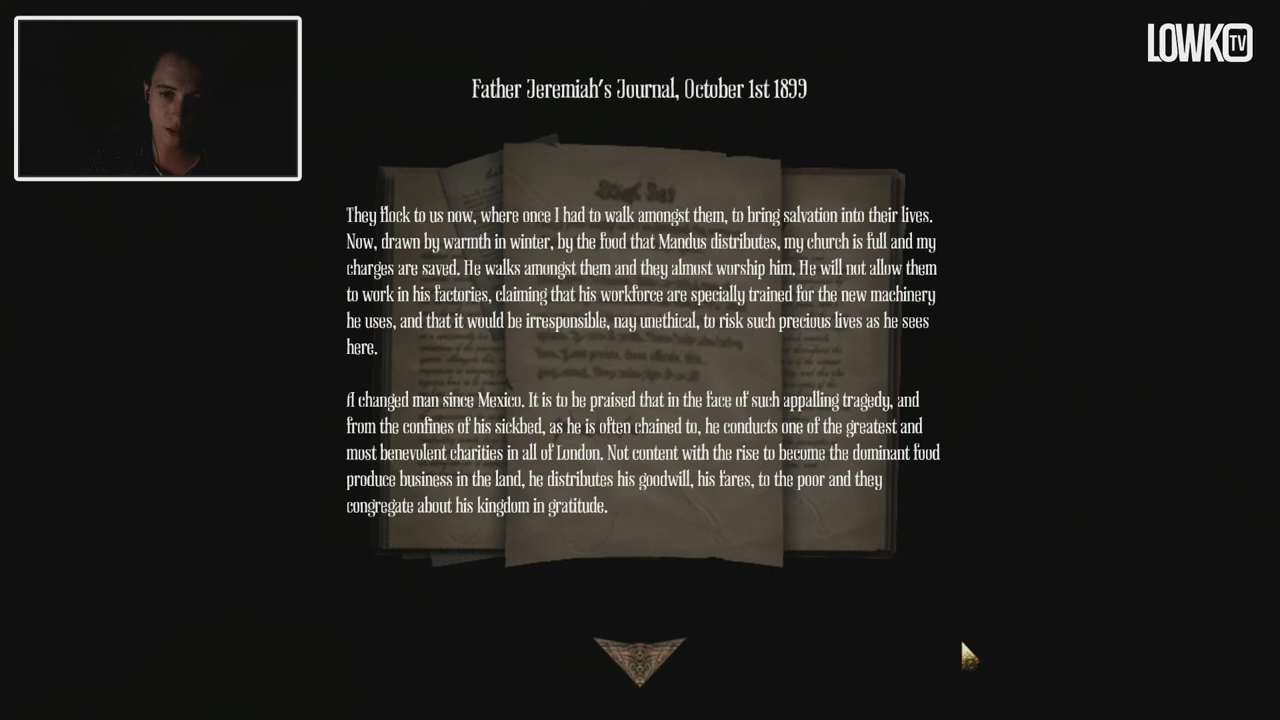 LOWKO TV
Father Jeremiah's Journal, October 1st 1899
They flock to us now, where once I had to walk amongst them, to bring salvation into their lives.
Now, drawn by warmth in winter, by the food that Mandus distributes, my church is full and my
charges are saved. He walks amongst them and they almost worship him. He will not allow them
to work in his factories, claiming that his workforce are specially trained for the new machinery
he uses, and that it would be irresponsible, nay unethical, to risk such precious lives as he sees
here.
A changed man since Mexico. It is to be praised that in the face of such appalling tragedy, and
from the confines of his sickbed, as he is often chained to, he conducts one of the greatest and
most benevolent charities in all of London. Not content with the rise to become the dominant food
produce business in the land, he distributes his goodwill, his fares, to the poor and they
congregate about his kingdom in gratitude.